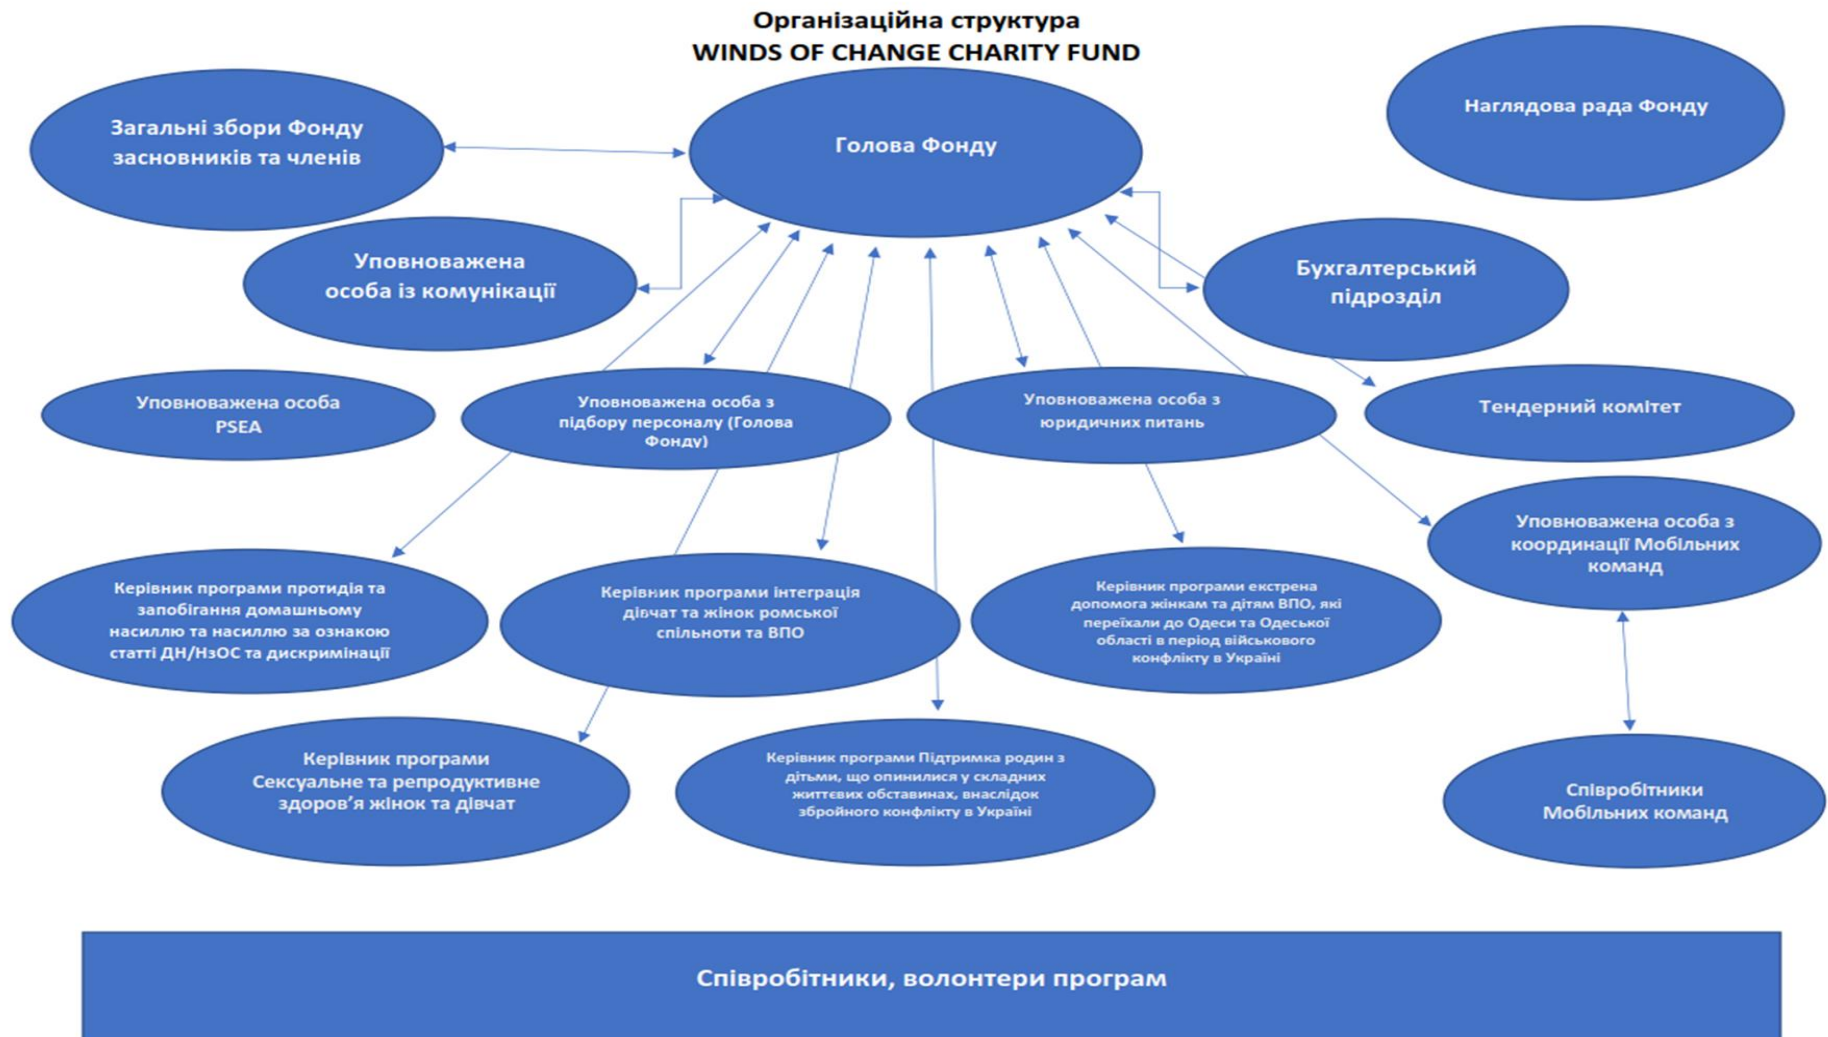 Організаційна структура
WINDS OF CHANGE CHARITY FUND
Загальні збори Фонду
засновників та членів
Голова Фонду
Наглядова рада Фонду
Уповноважена
особа із комунікації
Бухгалтерський
підрозділ
Уповноважена особа
PSEA
Уповноважена особа з
підбору персоналу (Голова
Фонду)
Уповноважена особа з
юридичних питань
Тендерний комітет
Уповноважена особа з
координації Мобільних
команд
Керівник програми протидія та
запобігання домашньому
насиллю та насиллю за ознакою
статті ДН/НзОС та дискримінації
Керівник програми інтеграція
дівчат та жінок ромської
спільноти та ВПО
Керівник програми екстрена
допомога жінкам та дітям ВПО, які
переїхали до Одеси та Одеської
області в період військового
конфлікту в Україні
Керівник програми
Сексуальне та репродуктивне
здоров’я жінок та дівчат
Керівник програми Підтримка родин з
дітьми, що опинилися у складних
життєвих обставинах, внаслідок
збройного конфлікту в Україні
Співробітники
Мобільних команд
Співробітники, волонтери програм